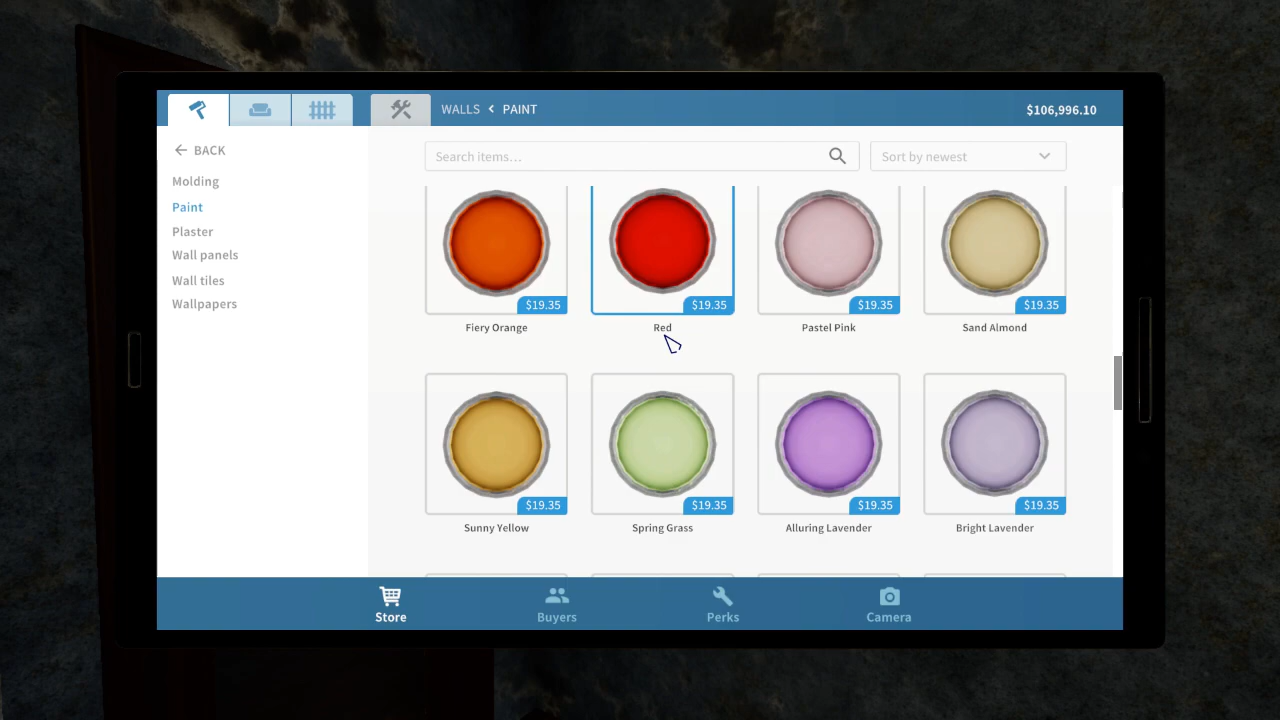 WALLS < PAINT
$106,996.10
BACK
Molding
Paint
Plaster
Wall panels
Wall tiles
Wallpapers
Search items...
Sort by newest
$19.35
$19.35
$19.35
$19.35
Fiery Orange
Red
Pastel Pink
Sand Almond
$19.35
$19.35
$19.35
$19.35
Sunny Yellow
Spring Grass
Alluring Lavender
Bright Lavender
Store
Buyers
Perks
Camera